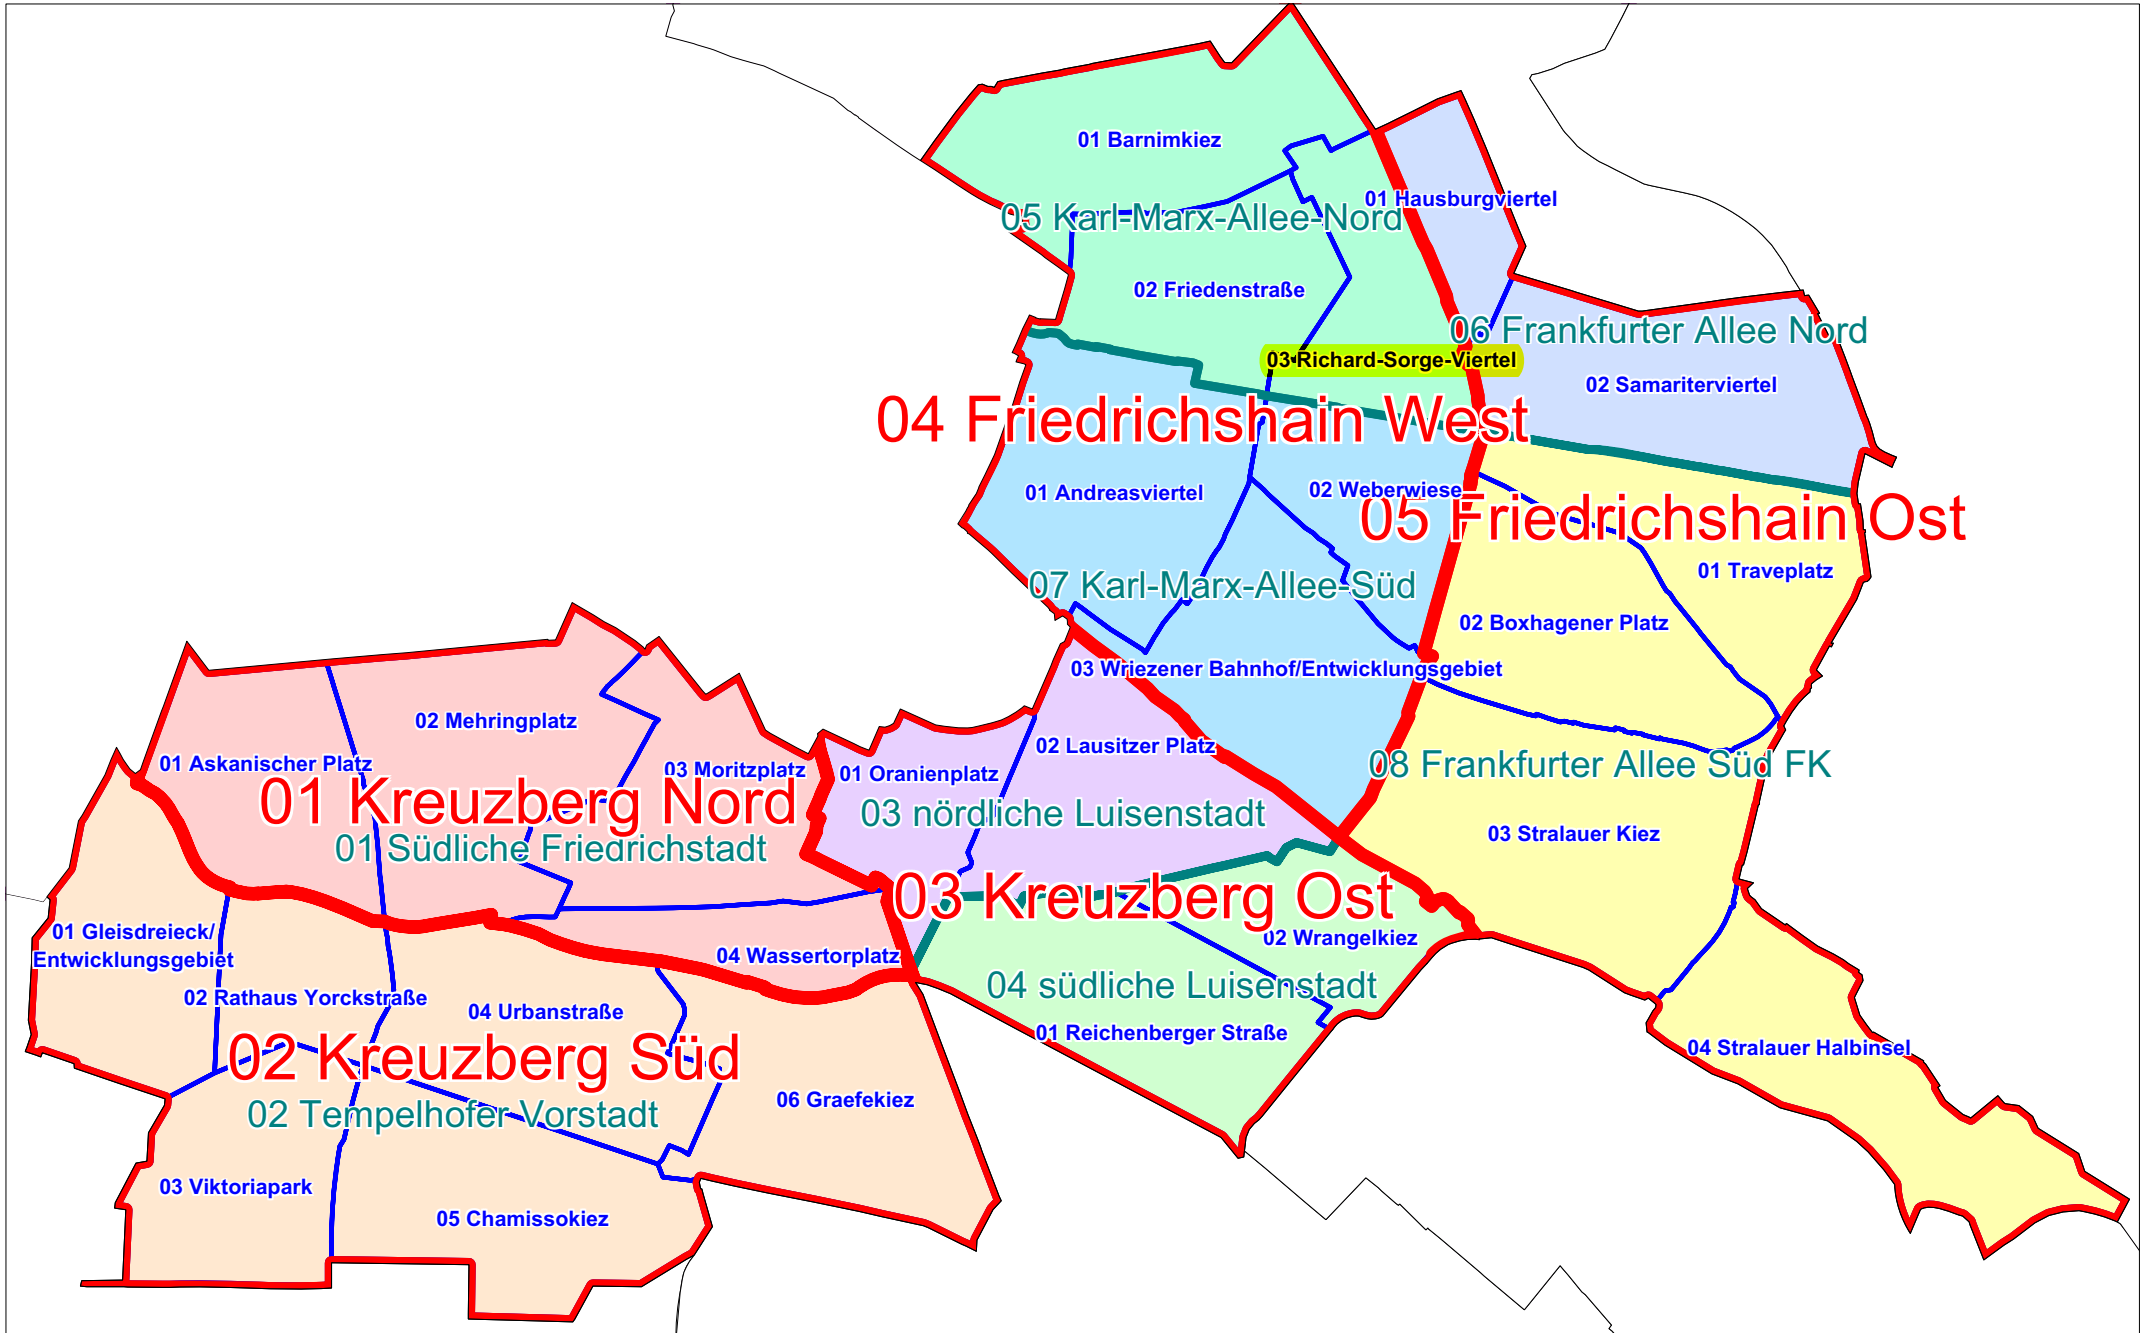 01 Barnimkiez
01 Hausburgviertel
05 Karl-Marx-Allee-Nord
02 Friedenstraße
06 Frankfurter Allee Nord
03 Richard-Sorge-Viertel
02 Samariterviertel
04 Friedrichshain West
01 Andreasviertel
02 Weberwiese
05 Friedrichshain Ost
01 Traveplatz
07 Karl-Marx-Allee-Süd
02 Boxhagener Platz
03 Wriezener Bahnhof/Entwicklungsgebiet
02 Mehringplatz
02 Lausitzer Platz
01 Askanischer Platz
03 Moritzplatz
01 Oranienplatz
08 Frankfurter Allee Süd FK
01 Kreuzberg Nord
03 nördliche Luisenstadt
03 Stralauer Kiez
01 Südliche Friedrichstadt
03 Kreuzberg Ost
01 Gleisdreieck/
Entwicklungsgebiet
02 Wrangelkiez
04 Wassertorplatz
04 südliche Luisenstadt
02 Rathaus Yorckstraße
04 Urbanstraße
01 Reichenberger Straße
04 Stralauer Halbinsel
02 Kreuzberg Süd
06 Graefekiez
02 Tempelhofer Vorstadt
03 Viktoriapark
05 Chamissokiez